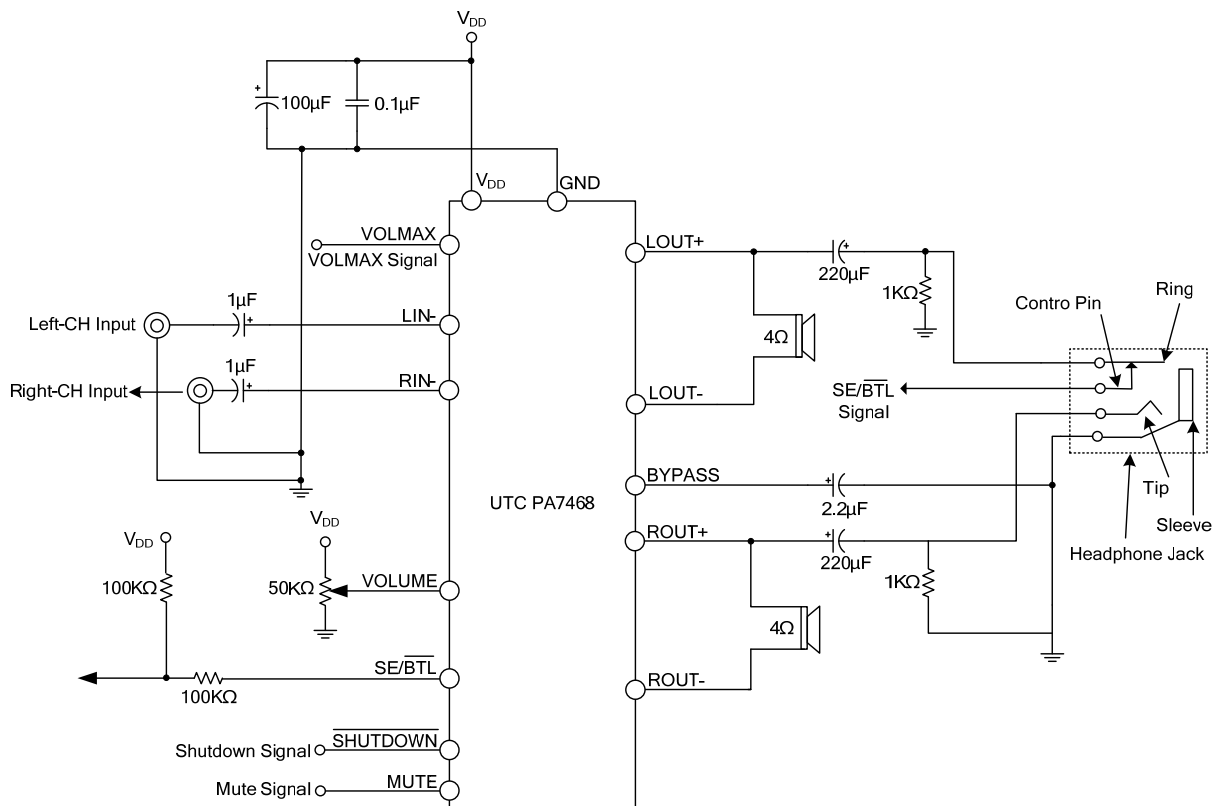 VDD
100µF
0.1µF
VDD
GND
VOLMAX
VOLMAX Signal
LOUT+
220µF
1KΩ
Contro Pin
Ring
1µF
Left-CH Input
LIN-
4Ω
1µF
Right-CH Input
RIN-
LOUT-
SE/BTL
Signal
BYPASS
2.2µF
Tip
UTC PA7468
Sleeve
VDD
VDD
ROUT+
220µF
Headphone Jack
100KΩ
50KΩ
VOLUME
1KΩ
4Ω
SE/BTL
100KΩ
ROUT-
Shutdown Signal
SHUTDOWN
Mute Signal
MUTE